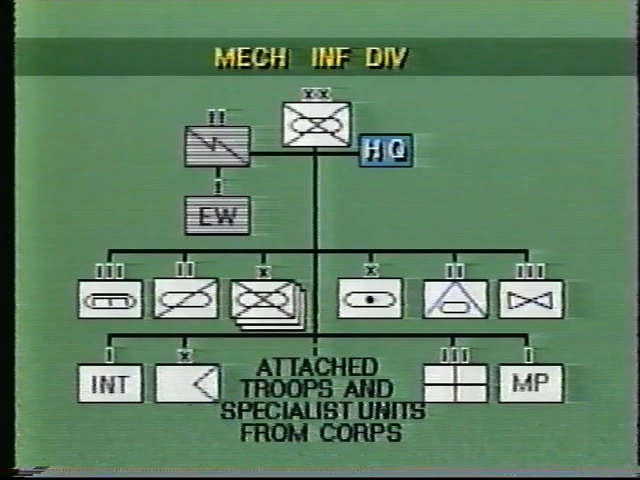 MECH INF DIV
XX
II
HQ
I
EW
III II X X II III
I X III I
INT MP
ATTACHED
TROOPS AND
SPECIALIST UNITS
FROM CORPS